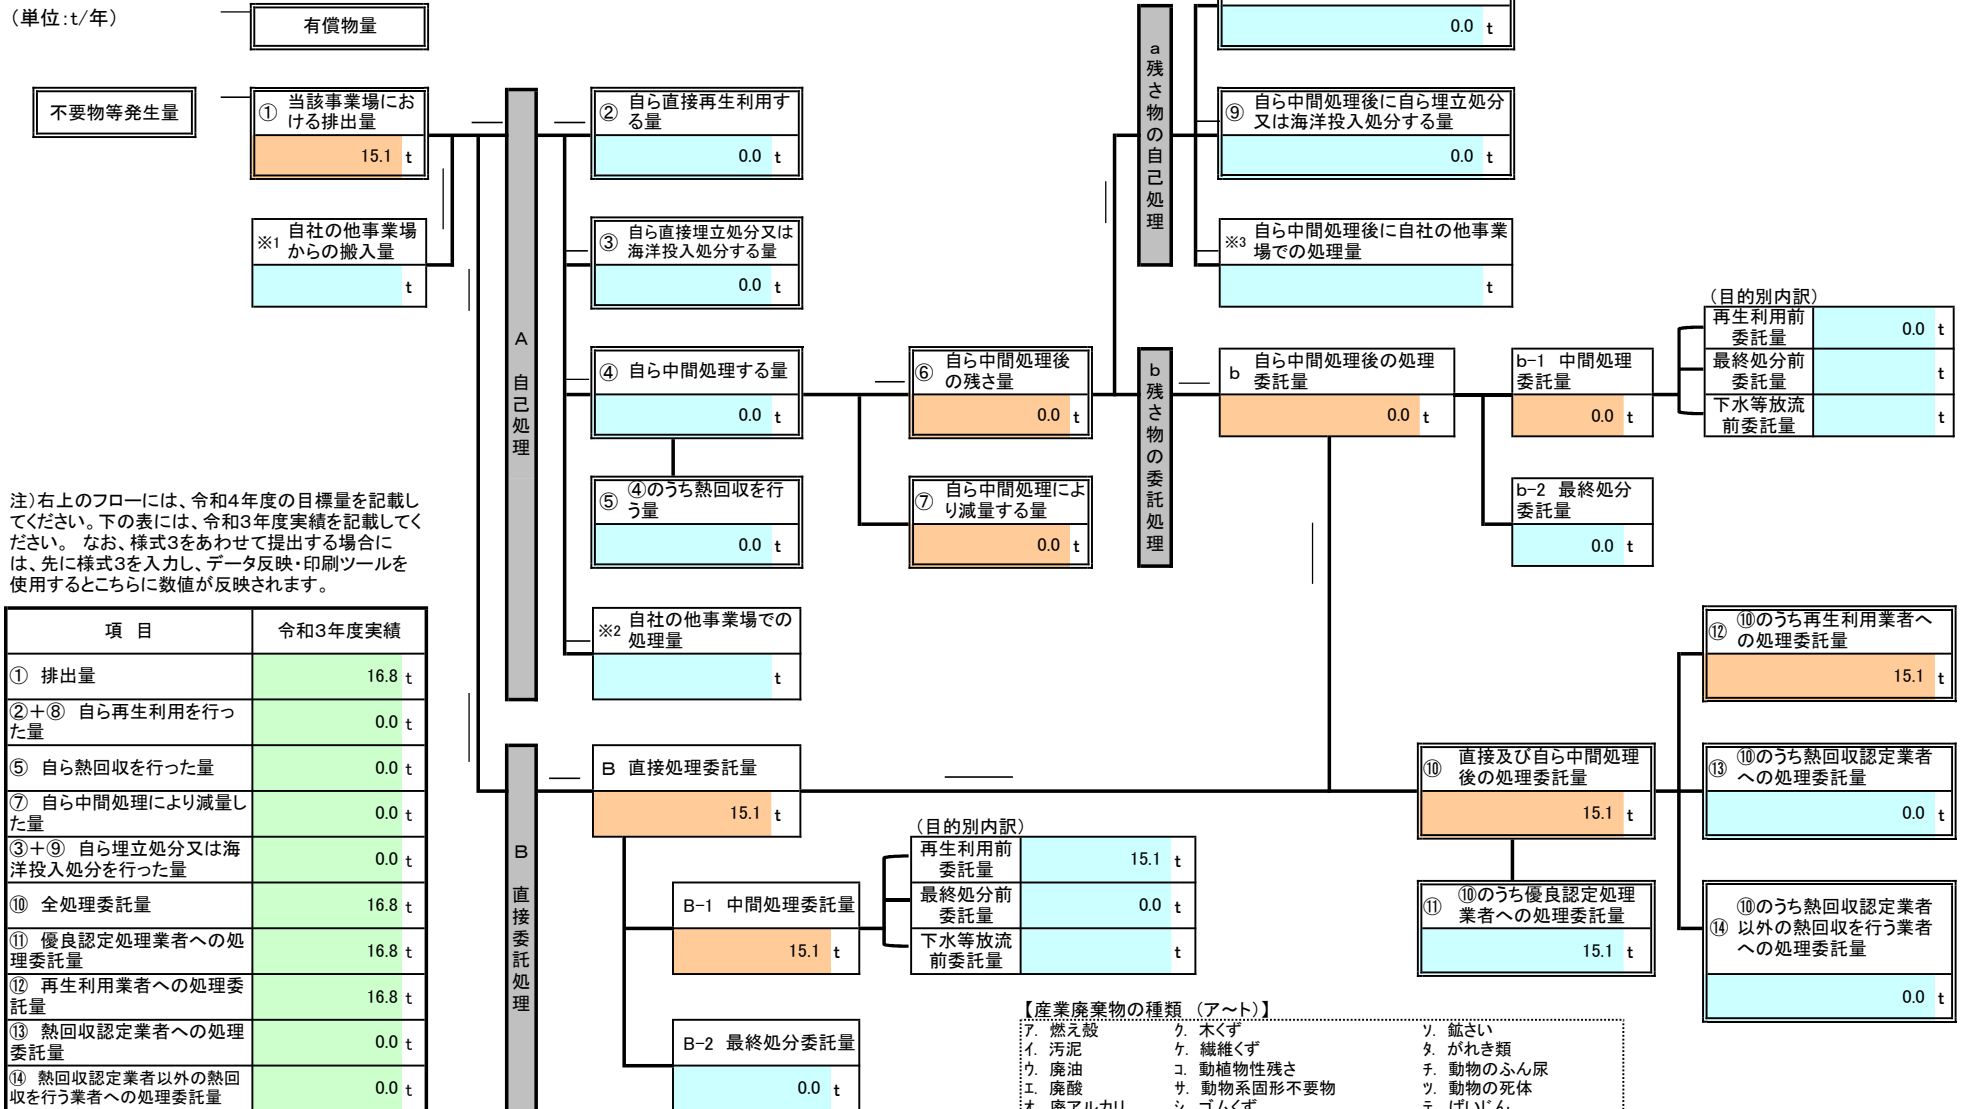 (単位:t/年)
有償物量
0.0 t
不要物等発生量
① 当該事業場にお
ける排出量
15.1 t
② 自ら直接再生利用す
る量
0.0 t
a 残さ物の自己処理
⑨ 自ら中間処理後に自ら埋立処分
又は海洋投入処分する量
0.0 t
※1 自社の他事業場
からの搬入量
t
③ 自ら直接埋立処分又は
海洋投入処分する量
0.0 t
※3 自ら中間処理後に自社の他事業
場での処理量
t
A 自己処理
④ 自ら中間処理する量
0.0 t
⑥ 自ら中間処理後
の残さ量
0.0 t
b 残さ物の委託処理
b 自ら中間処理後の処理
委託量
0.0 t
b-1 中間処理
委託量
0.0 t
(目的別内訳)
再生利用前
委託量
0.0 t
最終処分前
委託量
t
下水等放流
前委託量
t
⑤ ④のうち熱回収を行
う量
0.0 t
⑦ 自ら中間処理によ
り減量する量
0.0 t
b-2 最終処分
委託量
0.0 t
注)右上のフローには、令和4年度の目標量を記載し
てください。下の表には、令和3年度実績を記載してく
ださい。 なお、様式3をあわせて提出する場合に
は、先に様式3を入力し、データ反映・印刷ツールを
使用するとこちらに数値が反映されます。
※2 自社の他事業場での
処理量
t
項 目 令和3年度実績
① 排出量 16.8 t
②+⑧ 自ら再生利用を行っ
た量 0.0 t
⑤ 自ら熱回収を行った量 0.0 t
⑦ 自ら中間処理により減量し
た量 0.0 t
③+⑨ 自ら埋立処分又は海
洋投入処分を行った量 0.0 t
⑩ 全処理委託量 16.8 t
⑪ 優良認定処理業者への処
理委託量 16.8 t
⑫ 再生利用業者への処理委
託量 16.8 t
⑬ 熱回収認定業者への処理
委託量 0.0 t
⑭ 熱回収認定業者以外の熱回
収を行う業者への処理委託量 0.0 t
B 直接委託処理
B 直接処理委託量
15.1 t
B-1 中間処理委託量
15.1 t
(目的別内訳)
再生利用前
委託量
15.1 t
最終処分前
委託量
0.0 t
下水等放流
前委託量
t
B-2 最終処分委託量
0.0 t
⑩ 直接及び自ら中間処理
後の処理委託量
15.1 t
⑪ ⑩のうち優良認定処理
業者への処理委託量
15.1 t
⑫ ⑩のうち再生利用業者へ
の処理委託量
15.1 t
⑬ ⑩のうち熱回収認定業者
への処理委託量
0.0 t
⑭ ⑩のうち熱回収認定業者
以外の熱回収を行う業者
への処理委託量
0.0 t
【産業廃棄物の種類 (ア~ト)】
ア. 燃え殻 ク. 木くず ソ. 鉱さい
イ. 汚泥 ケ. 繊維くず タ. がれき類
ウ. 廃油 コ. 動植物性残さ チ. 動物のふん尿
エ. 廃酸 サ. 動物系固形不要物 ツ. 動物の死体
オ. 廃アルカリ シ. ゴムくず テ. ばいじん